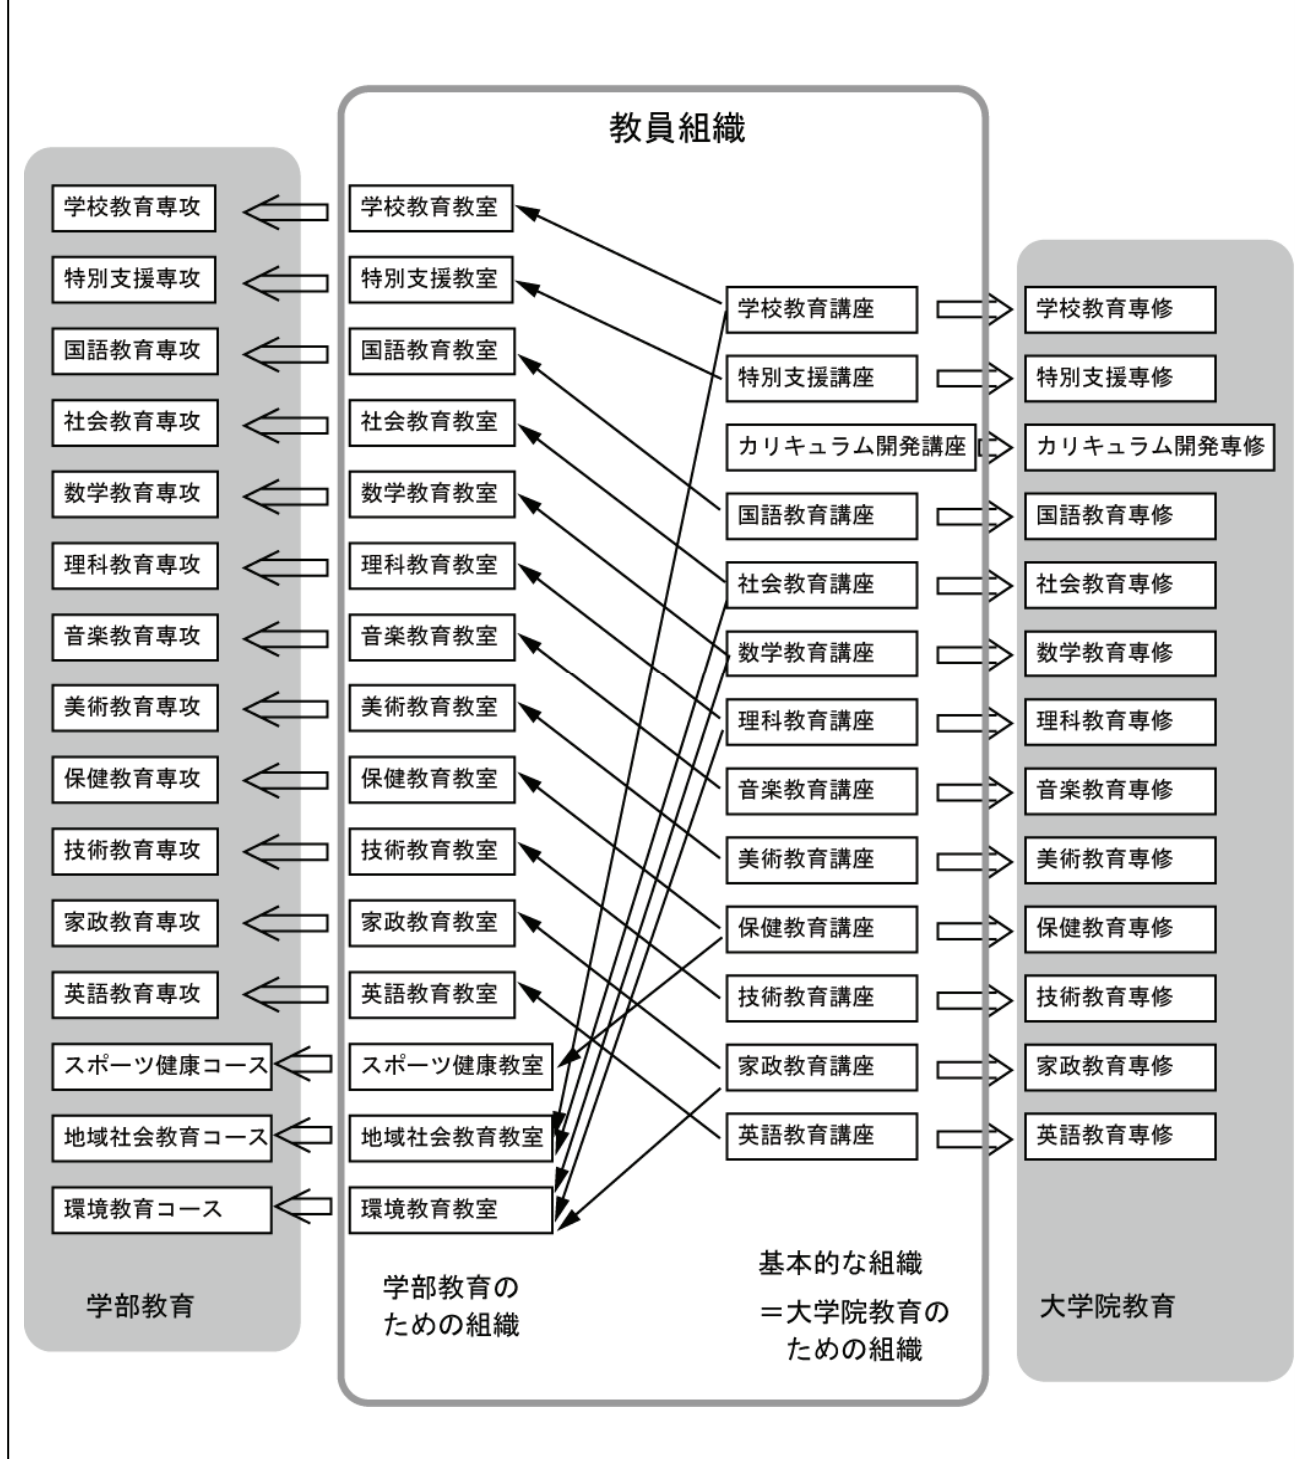 教員組織
学校教育専攻
特別支援専攻
国語教育専攻
社会教育専攻
数学教育専攻
理科教育専攻
音楽教育専攻
美術教育専攻
保健教育専攻
技術教育専攻
家政教育専攻
英語教育専攻
スポーツ健康コース
地域社会教育コース
環境教育コース
学部教育
学校教育教室
特別支援教室
国語教育教室
社会教育教室
数学教育教室
理科教育教室
音楽教育教室
美術教育教室
保健教育教室
技術教育教室
家政教育教室
英語教育教室
スポーツ健康教室
地域社会教育教室
環境教育教室
学部教育の
ための組織
学校教育講座
特別支援講座
カリキュラム開発講座
国語教育講座
社会教育講座
数学教育講座
理科教育講座
音楽教育講座
美術教育講座
保健教育講座
技術教育講座
家政教育講座
英語教育講座
基本的な組織
＝大学院教育の
ための組織
学校教育専修
特別支援専修
カリキュラム開発専修
国語教育専修
社会教育専修
数学教育専修
理科教育専修
音楽教育専修
美術教育専修
保健教育専修
技術教育専修
家政教育専修
英語教育専修
大学院教育